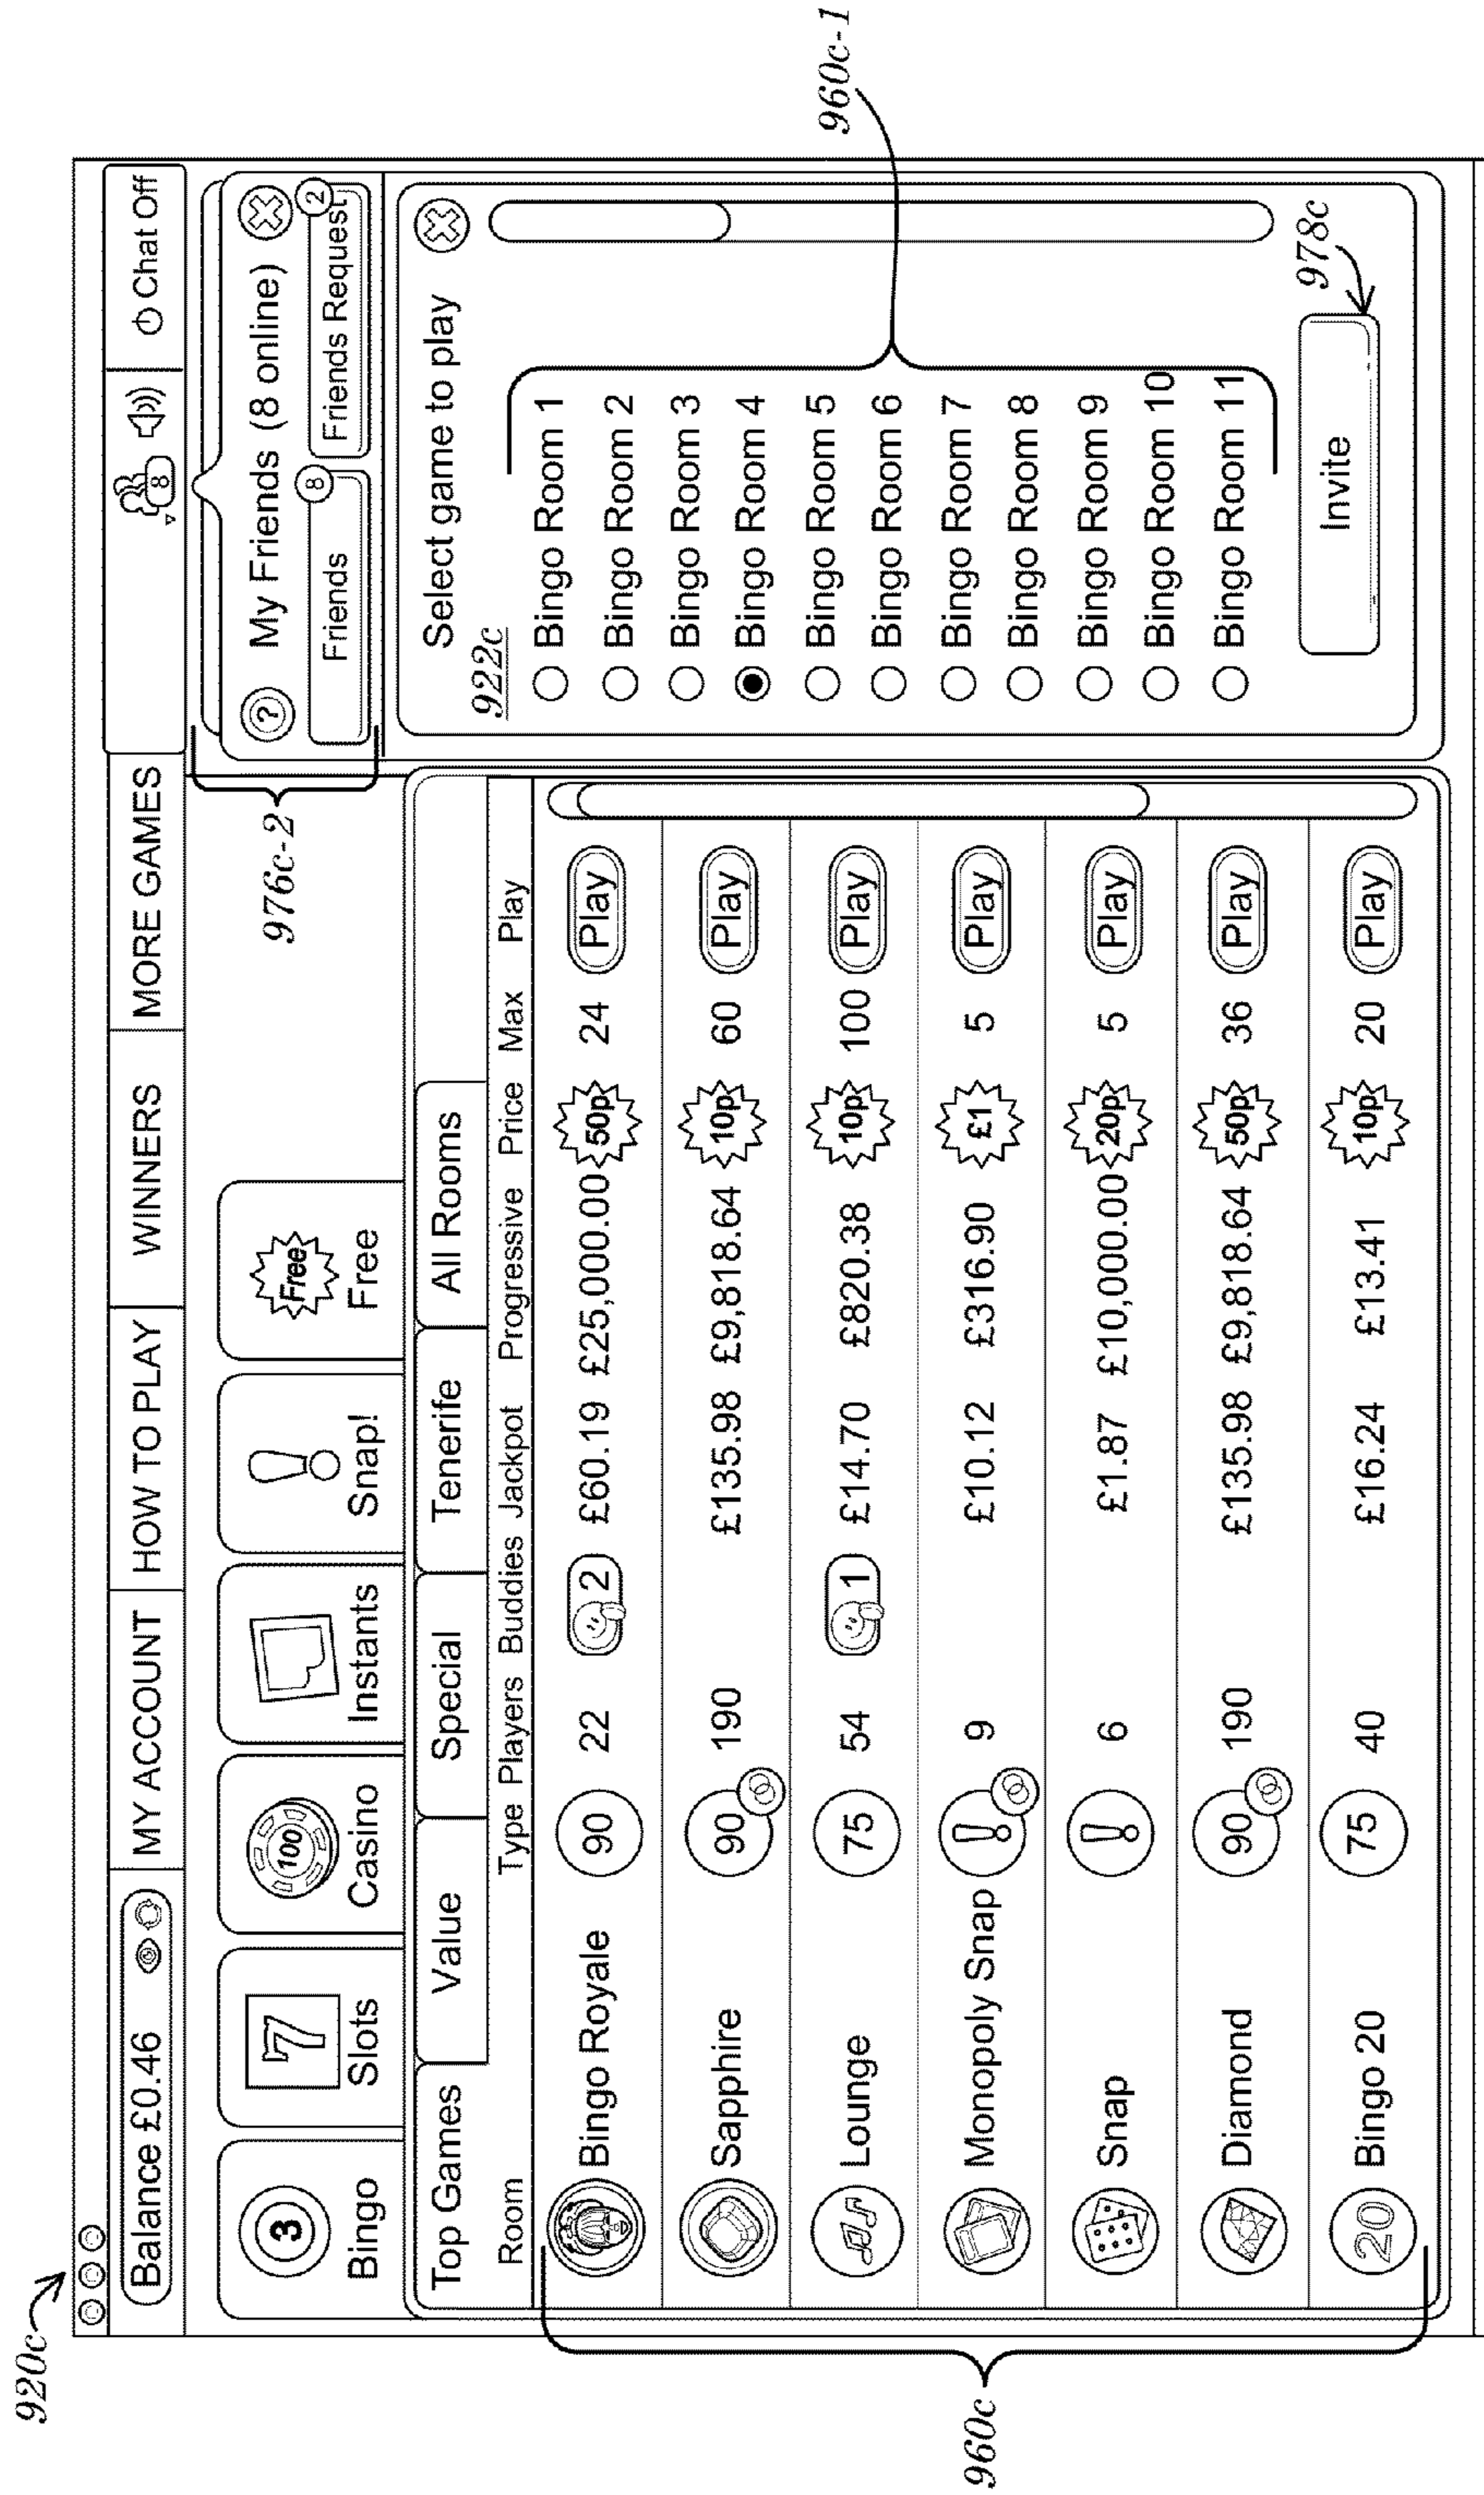 920c
Balance £0.46 MY ACCOUNT HOW TO PLAY WINNERS MORE GAMES 8 Chat Off
3 7 100 Free
Bingo Slots Casino Instants Snap! Free
976c-2
? My Friends (8 online)
Friends 8 Friends Request 2
Top Games Value Special Tenerife All Rooms
Room Type Players Buddies Jackpot Progressive Price Max Play
Bingo Royale 90 22 2 £60.19 £25,000.00 50p 24 Play
Sapphire 90 190 £135.98 £9,818.64 10p 60 Play
Lounge 75 54 1 £14.70 £820.38 10p 100 Play
Monopoly Snap ! 9 £10.12 £316.90 £1 5 Play
Snap ! 6 £1.87 £10,000.00 20p 5 Play
Diamond 90 190 £135.98 £9,818.64 50p 36 Play
20 Bingo 20 75 40 £16.24 £13.41 10p 20 Play
960c
Select game to play
922c
Bingo Room 1
Bingo Room 2
Bingo Room 3
Bingo Room 4
Bingo Room 5
Bingo Room 6
Bingo Room 7
Bingo Room 8
Bingo Room 9
Bingo Room 10
Bingo Room 11
960c-1
Invite
978c